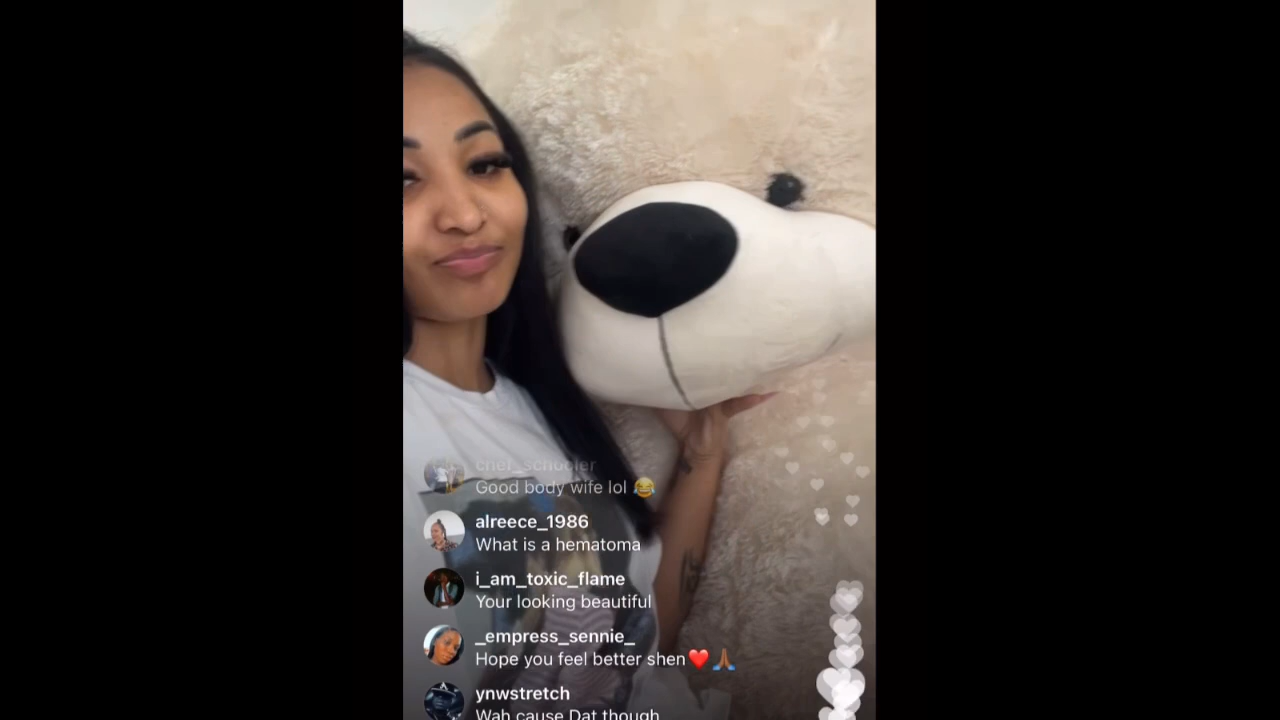 chef_schooler
Good body wife lol 😂
alreece_1986
What is a hematoma
i_am_toxic_flame
Your looking beautiful
_empress_sennie_
Hope you feel better shen❤️🙏🏾
ynwstretch
Wah cause Dat though